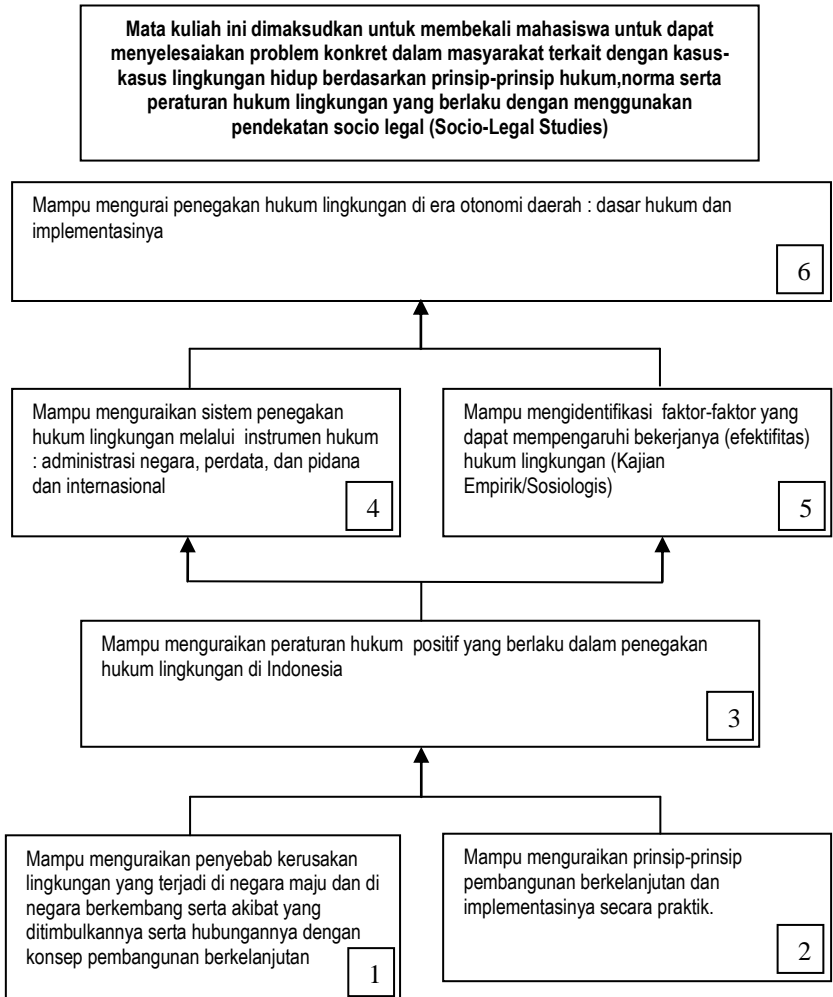 Mata kuliah ini dimaksudkan untuk membekali mahasiswa untuk dapat
menyelesaiakan problem konkret dalam masyarakat terkait dengan kasus-
kasus lingkungan hidup berdasarkan prinsip-prinsip hukum,norma serta
peraturan hukum lingkungan yang berlaku dengan menggunakan
pendekatan socio legal (Socio-Legal Studies)
Mampu mengurai penegakan hukum lingkungan di era otonomi daerah : dasar hukum dan
implementasinya
6
Mampu menguraikan sistem penegakan
hukum lingkungan melalui instrumen hukum
: administrasi negara, perdata, dan pidana
dan internasional
4
Mampu mengidentifikasi faktor-faktor yang
dapat mempengaruhi bekerjanya (efektifitas)
hukum lingkungan (Kajian
Empirik/Sosiologis)
5
Mampu menguraikan peraturan hukum positif yang berlaku dalam penegakan
hukum lingkungan di Indonesia
3
Mampu menguraikan penyebab kerusakan
lingkungan yang terjadi di negara maju dan di
negara berkembang serta akibat yang
ditimbulkannya serta hubungannya dengan
konsep pembangunan berkelanjutan
1
Mampu menguraikan prinsip-prinsip
pembangunan berkelanjutan dan
implementasinya secara praktik.
2